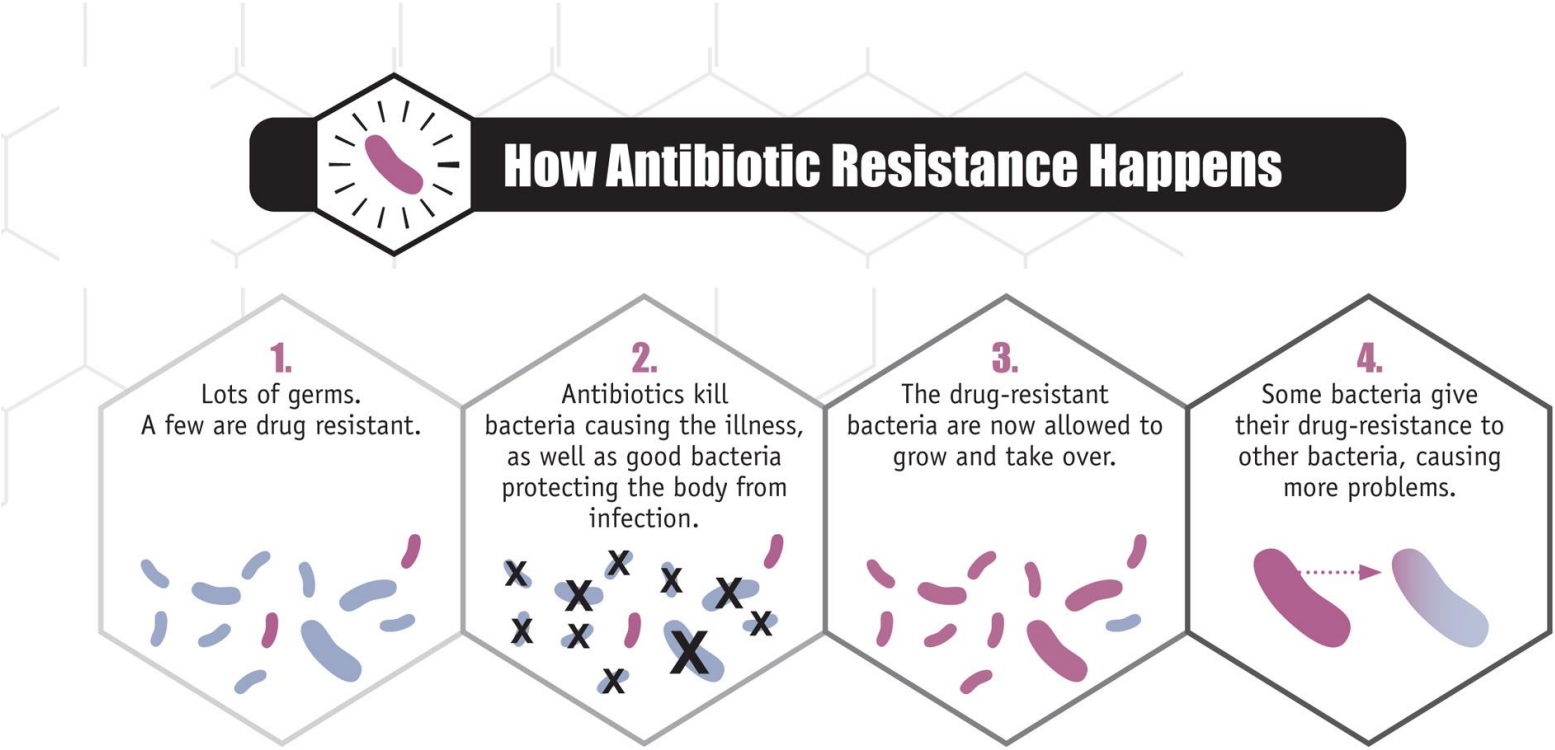 How Antibiotic Resistance Happens
1.
Lots of germs.
A few are drug resistant.
2.
Antibiotics kill
bacteria causing the illness,
as well as good bacteria
protecting the body from
infection.
X X X X X X X X X X
3.
The drug-resistant
bacteria are now allowed to
grow and take over.
4.
Some bacteria give
their drug-resistance to
other bacteria, causing
more problems.